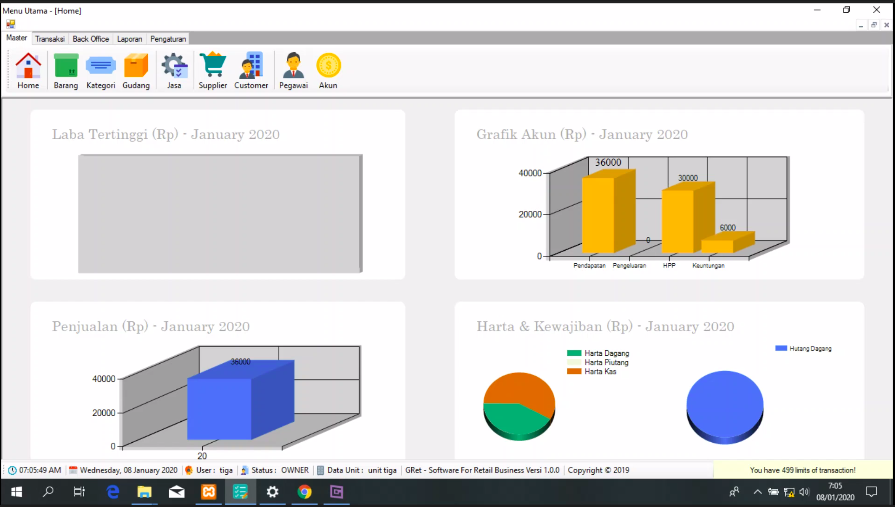 Menu Utama - [Home]
Master Transaksi Back Office Laporan Pengaturan
Home Barang Kategori Gudang Jasa Supplier Customer Pegawai Akun
Laba Tertinggi (Rp) - January 2020
Grafik Akun (Rp) - January 2020
40000
20000
0
36000
0
30000
6000
Pendapatan Pengeluaran HPP Keuntungan
Penjualan (Rp) - January 2020
40000
20000
0
36000
20
Harta & Kewajiban (Rp) - January 2020
Harta Dagang
Harta Piutang
Harta Kas
Hutang Dagang
07:05:49 AM Wednesday, 08 January 2020 User : tiga Status : OWNER Data Unit : unit tiga GRet - Software For Retail Business Versi 1.0.0 Copyright © 2019 You have 499 limits of transaction!
7:05
08/01/2020